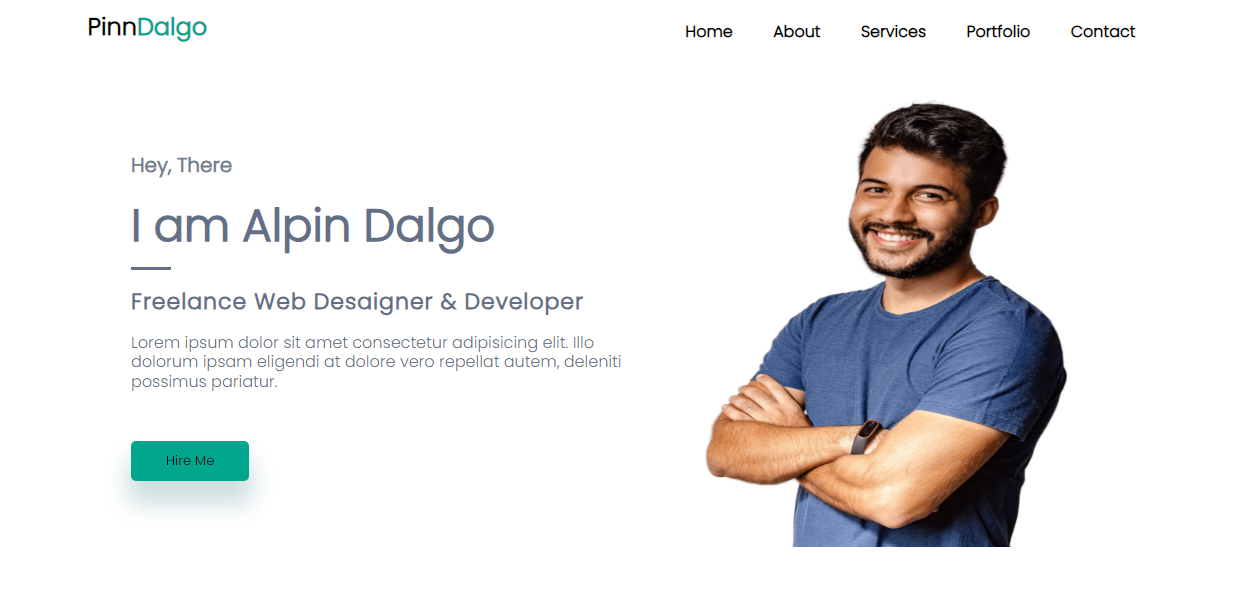 PinnDalgo
Home About Services Portfolio Contact
Hey, There
I am Alpin Dalgo
Freelance Web Desaigner & Developer
Lorem ipsum dolor sit amet consectetur adipisicing elit. Illo
dolorum ipsam eligendi at dolore vero repellat autem, deleniti
possimus pariatur.
Hire Me